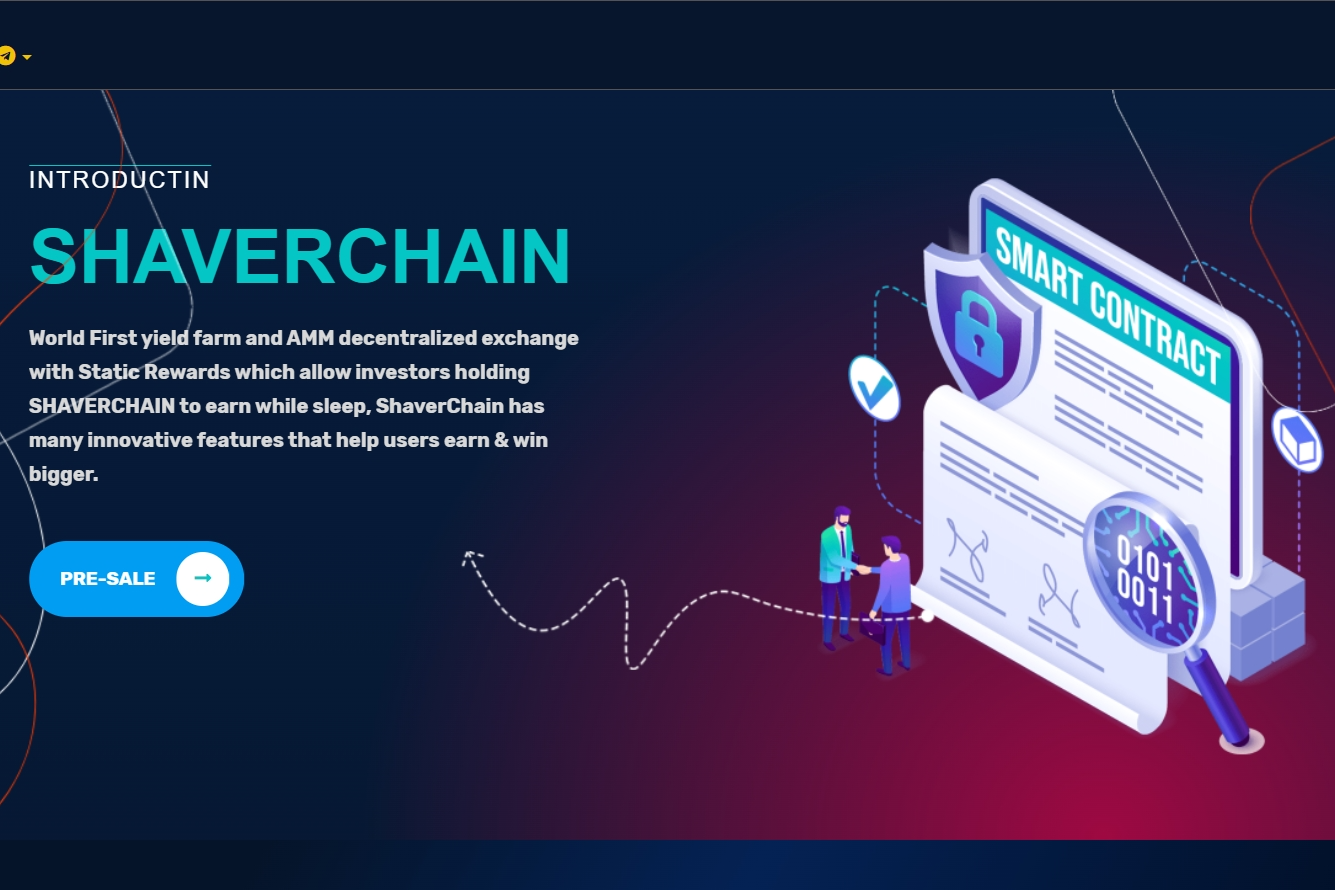 INTRODUCTIN
SHAVERCHAIN
World First yield farm and AMM decentralized exchange
with Static Rewards which allow investors holding
SHAVERCHAIN to earn while sleep, ShaverChain has
many innovative features that help users earn & win
bigger.
PRE-SALE
SMART CONTRACT
0101
0011